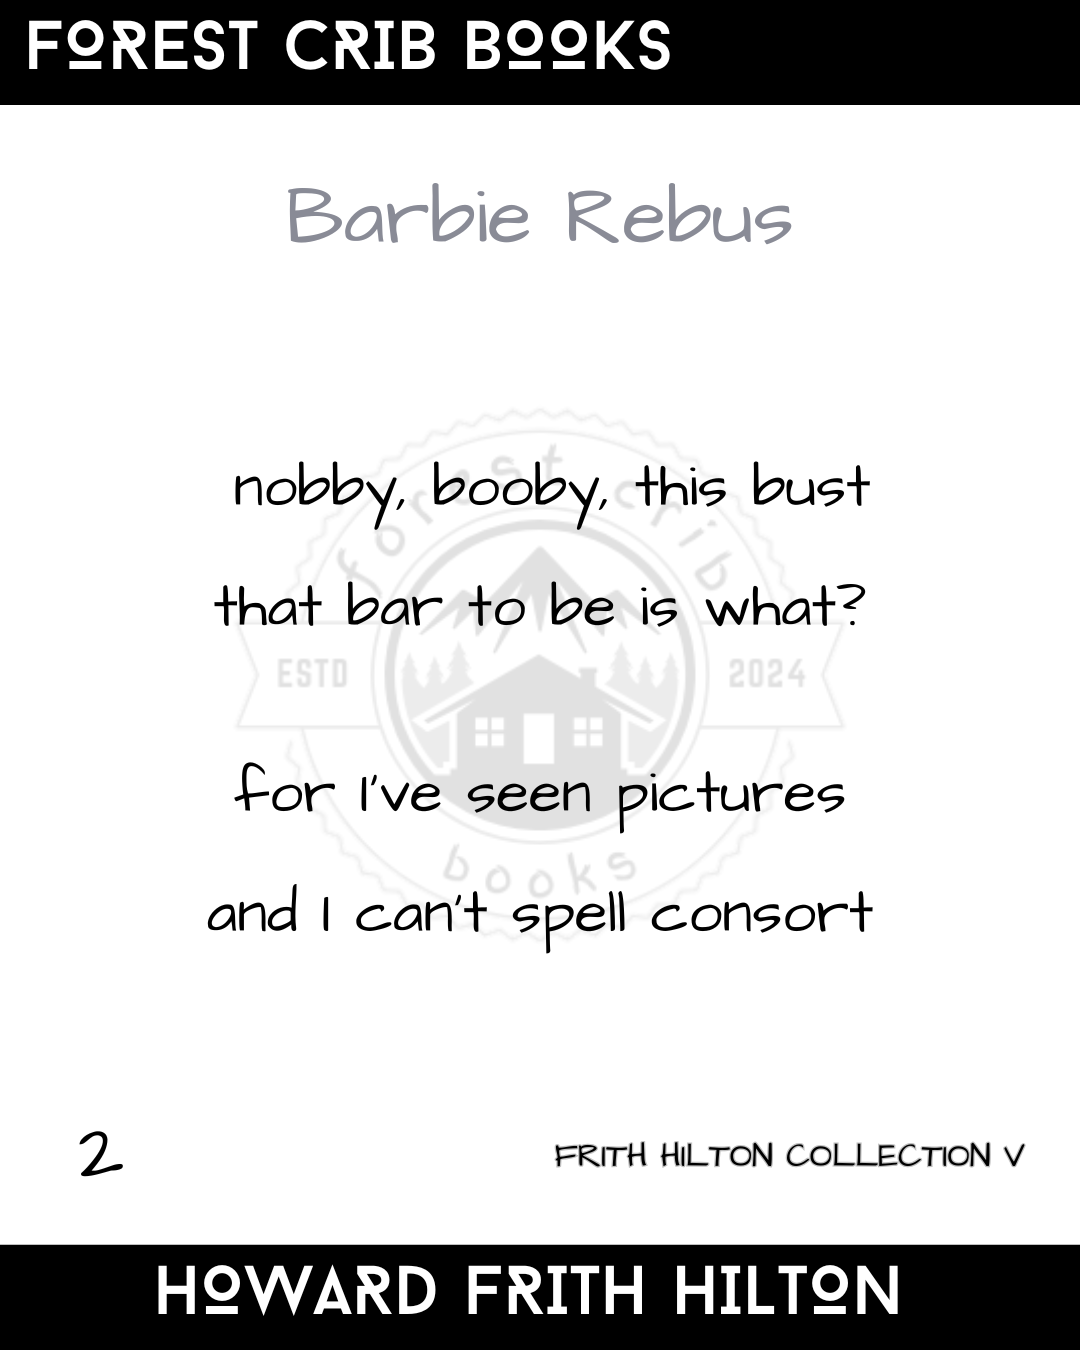 FOREST CRIB BOOKS
Barbie Rebus
nobby, booby, this bust
that bar to be is what?
for I've seen pictures
and I can't spell consort
forest crib
ESTD 2024
books
2
FRITH HILTON COLLECTION V
HOWARD FRITH HILTON